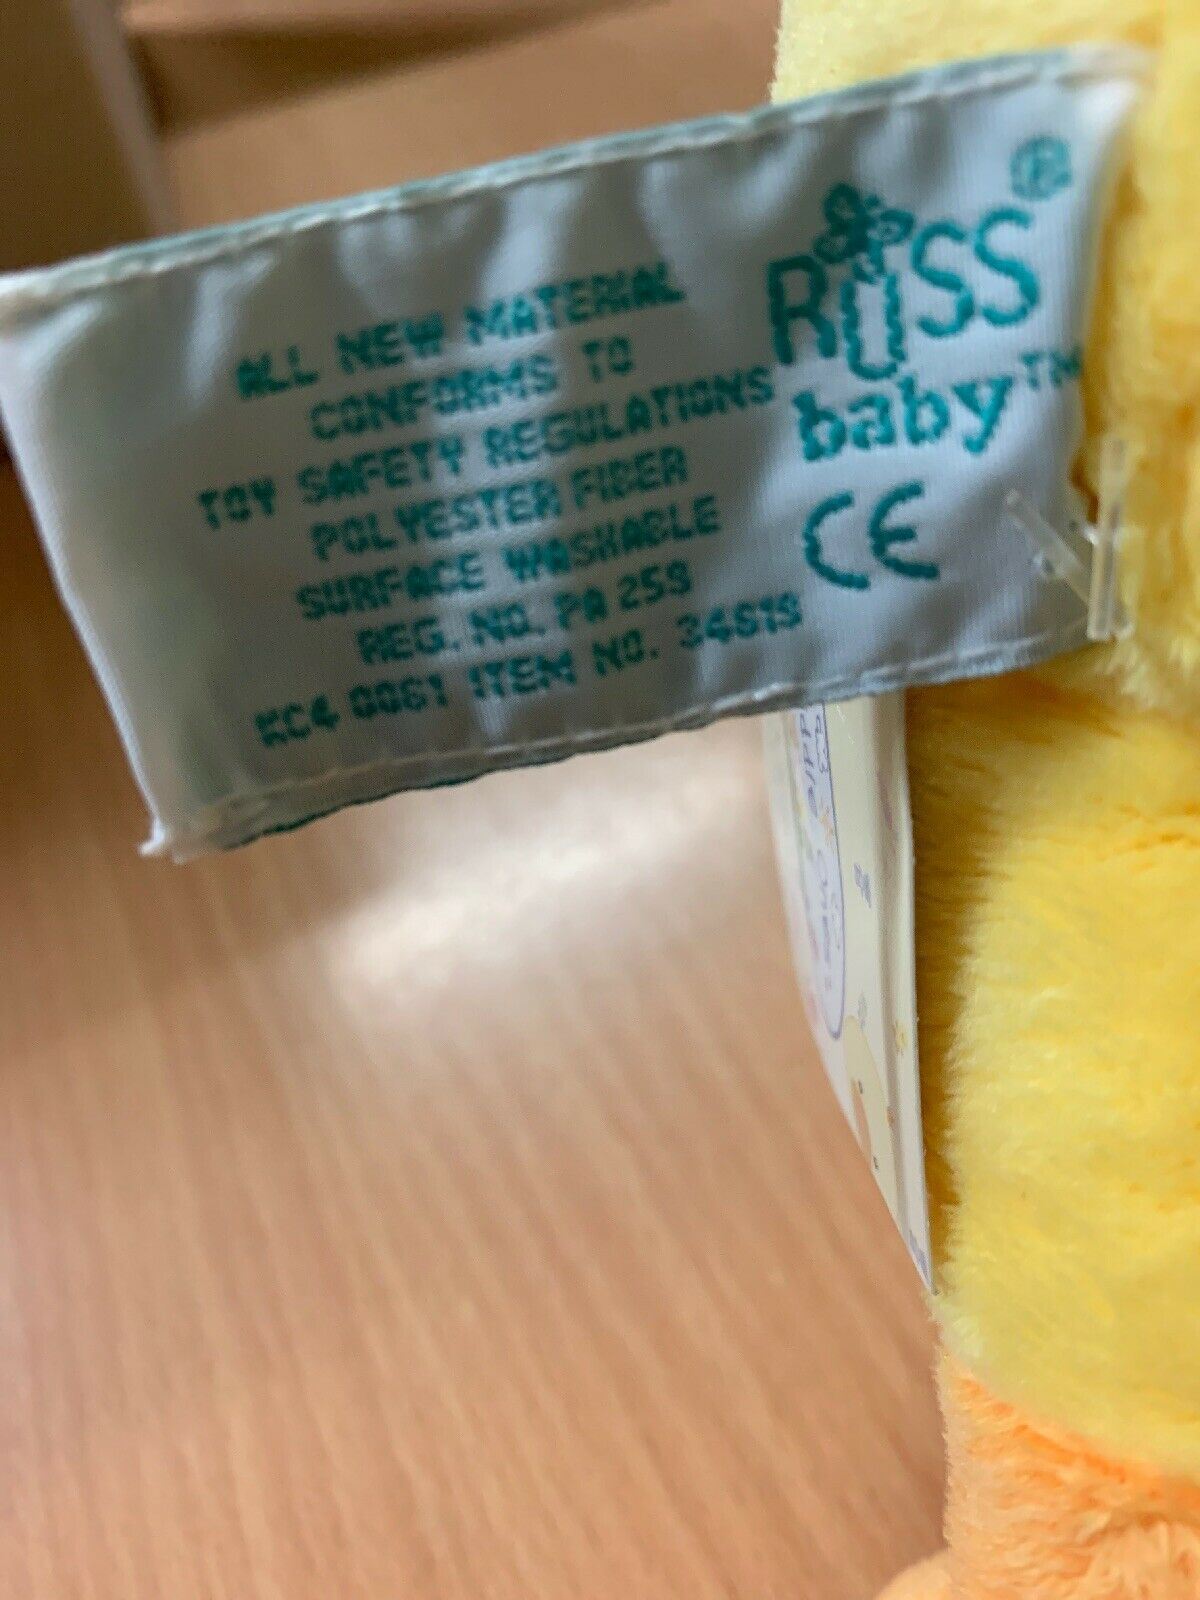 ALL NEW MATERIAL
CONFORMS TO
TOY SAFETY REGULATIONS
POLYESTER FIBER
SURFACE WASHABLE
REG. NO. PA 259
KC4 0061 ITEM NO. 34619
RUSS®
baby™
CE